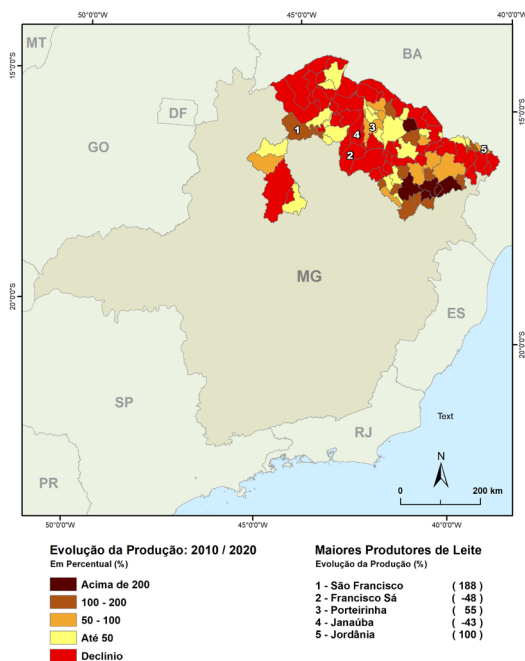 50°0'0"W
45°0'0"W
40°0'0"W
MT
BA
15°0'0"S
15°0'0"S
DF
GO
1
4
3
2
5
MG
20°0'0"S
20°0'0"S
ES
SP
Text
RJ
PR
N
0
200 km
50°0'0"W
45°0'0"W
40°0'0"W
Evolução da Produção: 2010 / 2020
Em Percentual (%)
Acima de 200
100 - 200
50 - 100
Até 50
Declínio
Maiores Produtores de Leite
Evolução da Produção (%)
1 - São Francisco ( 188 )
2 - Francisco Sá ( -48 )
3 - Porteirinha ( 55 )
4 - Janaúba ( -43 )
5 - Jordânia ( 100 )